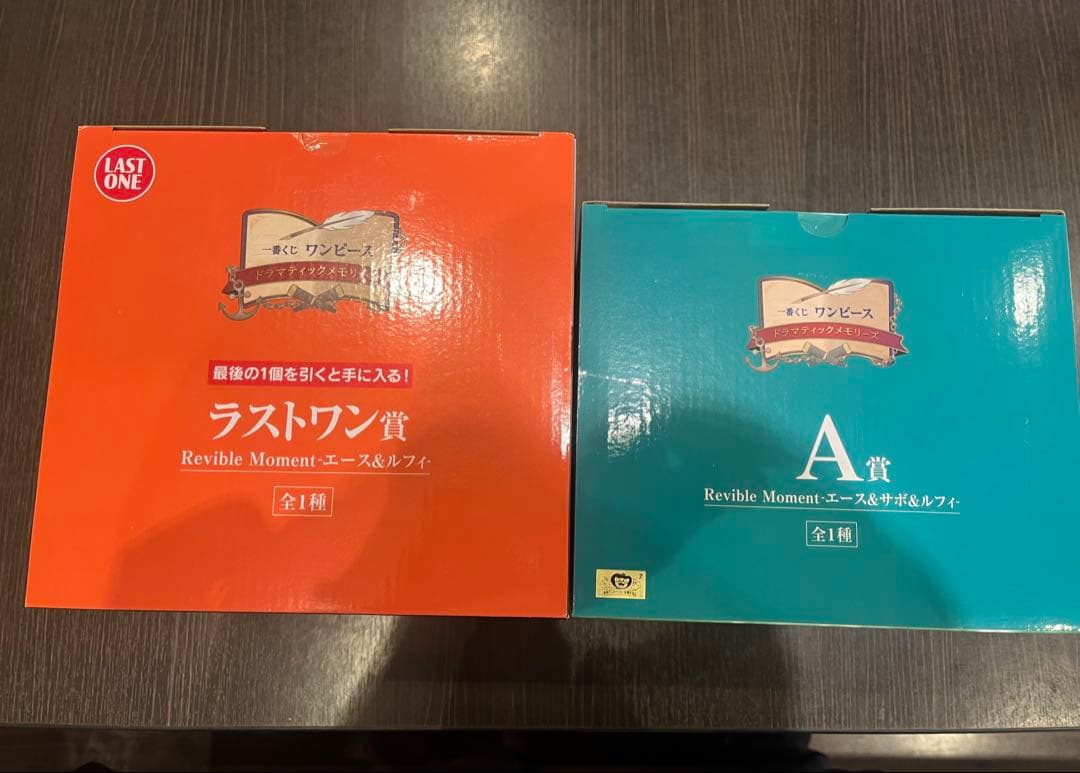 LAST
ONE
一番くじ ワンピース
ドラマティックメモリ
最後の1個を引くと手に入る!
ラストワン賞
Revible Moment-エース&ルフィ-
全1種
一番くじ ワンピース
ドラマティックメモリーズ
A賞
Revible Moment-エース&サボ&ルフィ-
全1種